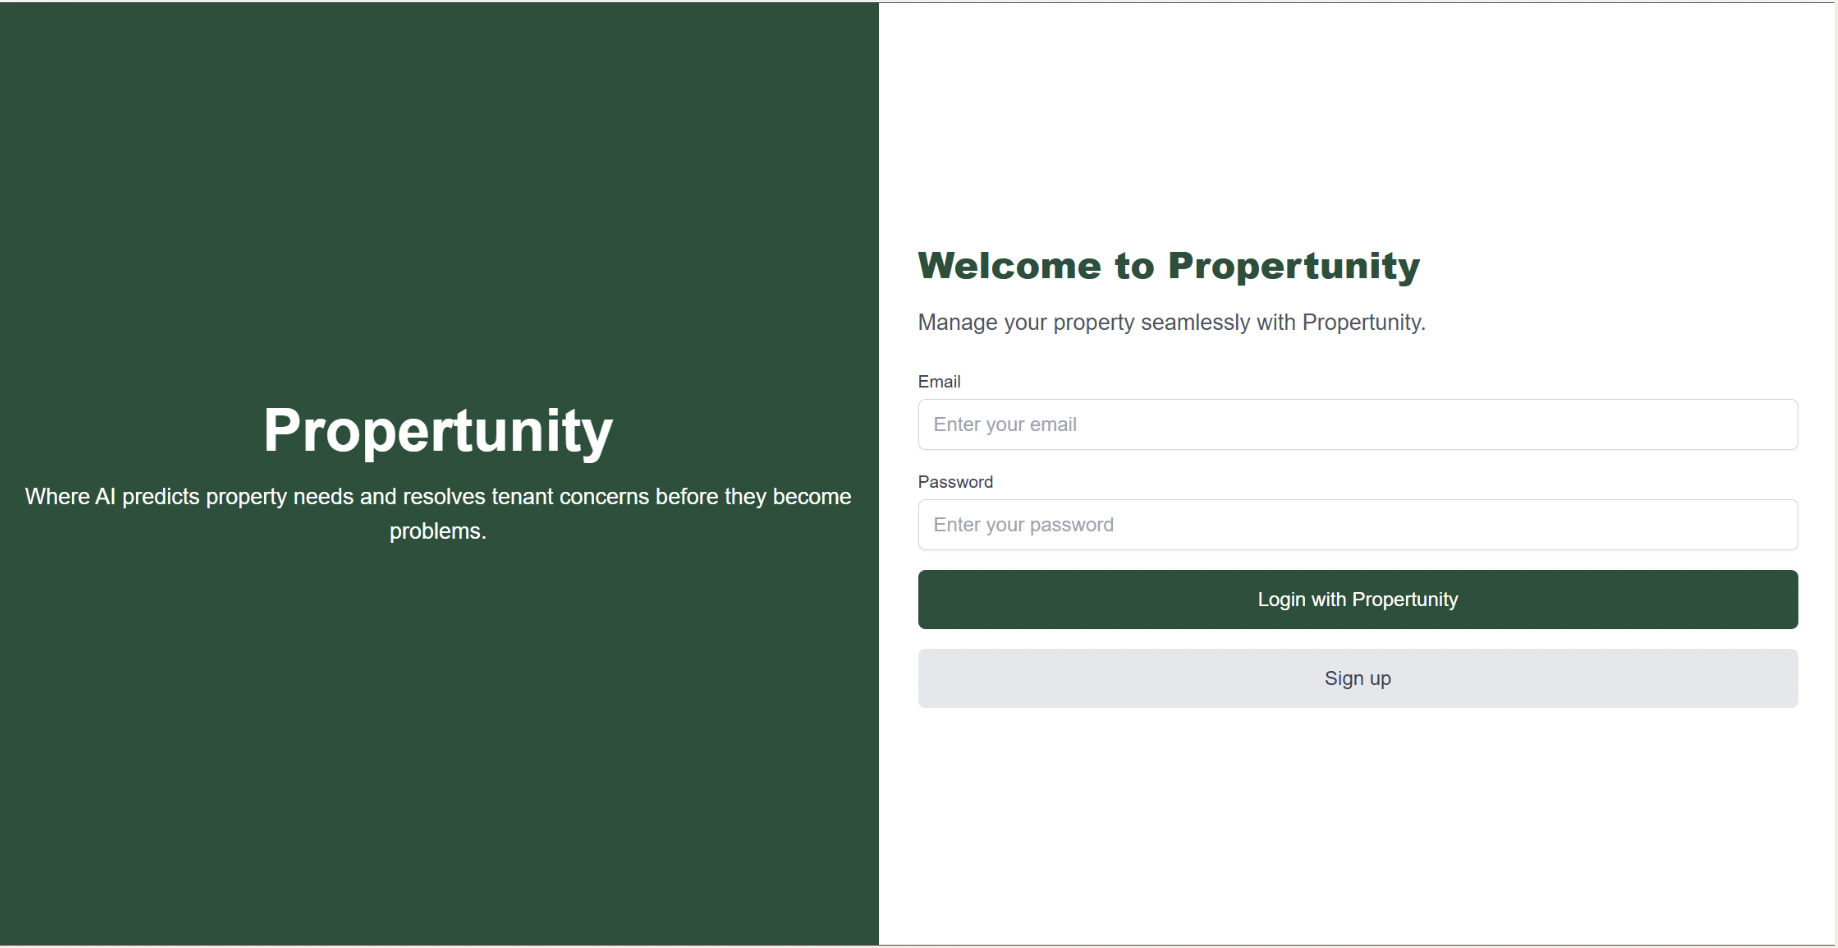 Propertunity
Where AI predicts property needs and resolves tenant concerns before they become
problems.
Welcome to Propertunity
Manage your property seamlessly with Propertunity.
Email
Enter your email
Password
Enter your password
Login with Propertunity
Sign up